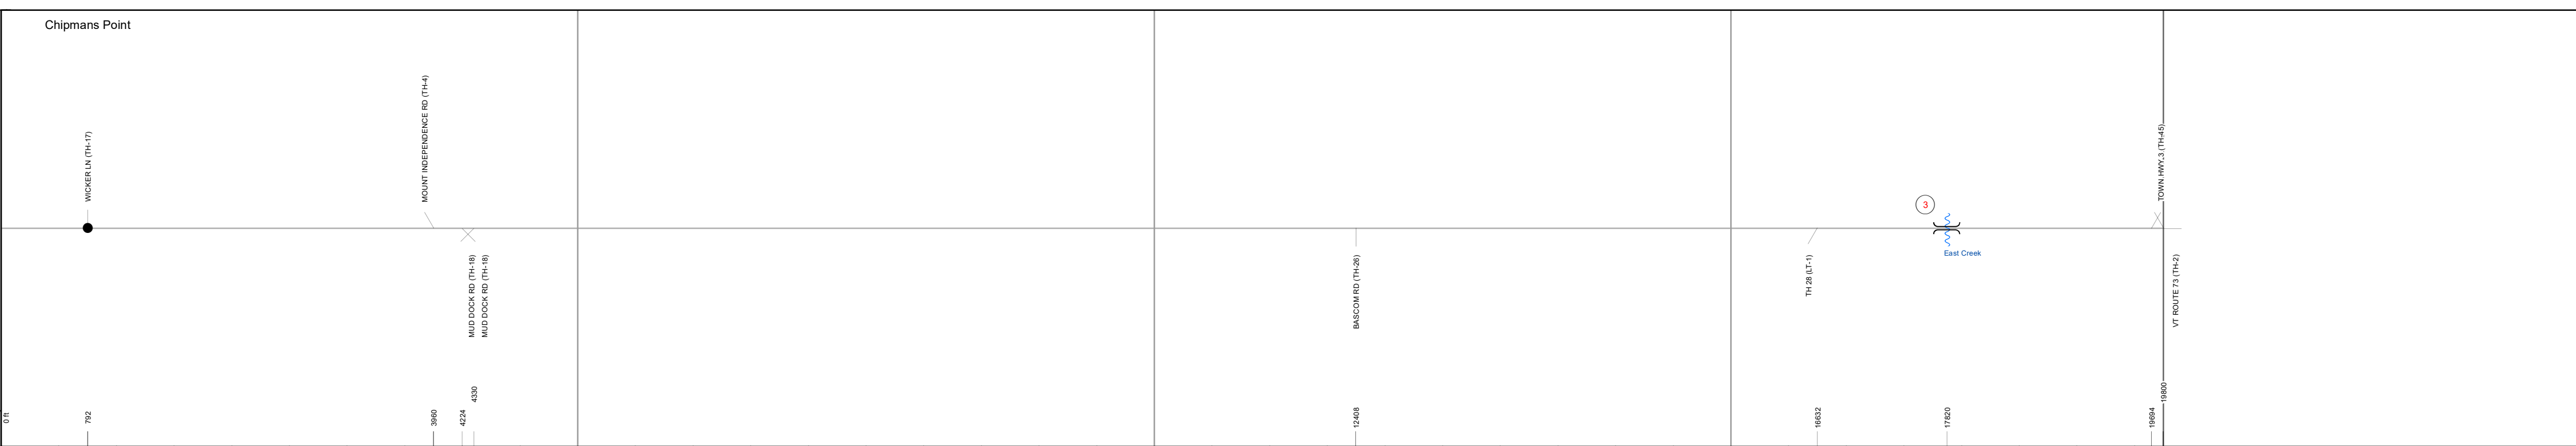 Chipmans Point
WICKER LN (TH-17)
MOUNT INDEPENDENCE RD (TH-4)
MUD DOCK RD (TH-18)
MUD DOCK RD (TH-18)
BASCOM RD (TH-26)
TH 28 (LT-1)
3
East Creek
TOWN HWY.3 (TH-45)
VT ROUTE 73 (TH-2)
0 ft
792
3960
4224
4330
12408
16632
17820
19694
19800